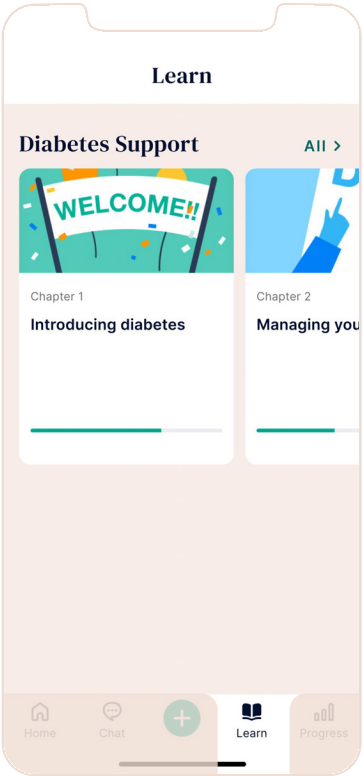 Learn
Diabetes Support
All >
WELCOME!!
Chapter 1
Chapter 2
Introducing diabetes
Managing you
Home
Chat
+
Learn
Progress